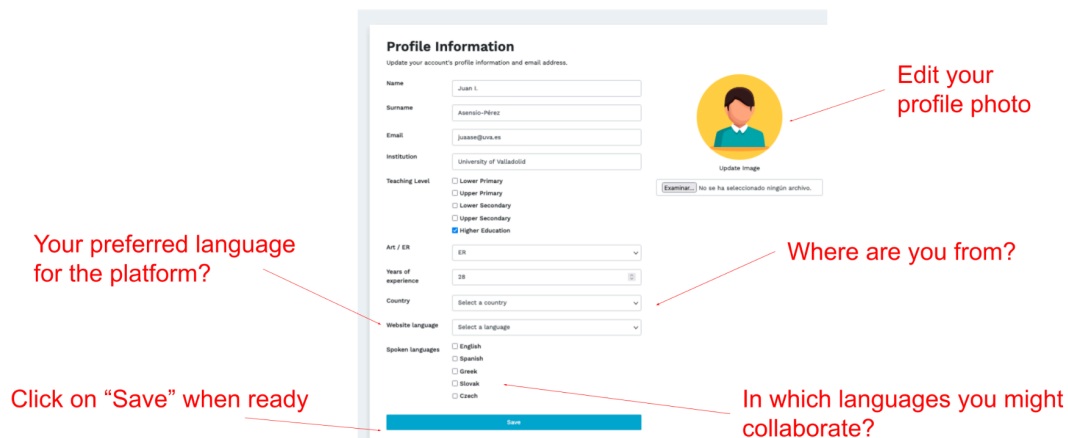 Profile Information
Update your account's profile information and email address.
Name
Juan I.
Surname
Asensio-Pérez
Email
juaase@uva.es
Institution
University of Valladolid
Teaching Level
Lower Primary
Upper Primary
Lower Secondary
Upper Secondary
Higher Education
Art / ER
ER
Years of
experience
28
Country
Select a country
Website language
Select a language
Spoken languages
English
Spanish
Greek
Slovak
Czech
Save
Update Image
Examinar... No se ha seleccionado ningún archivo.
Edit your
profile photo
Your preferred language
for the platform?
Where are you from?
Click on “Save” when ready
In which languages you might
collaborate?